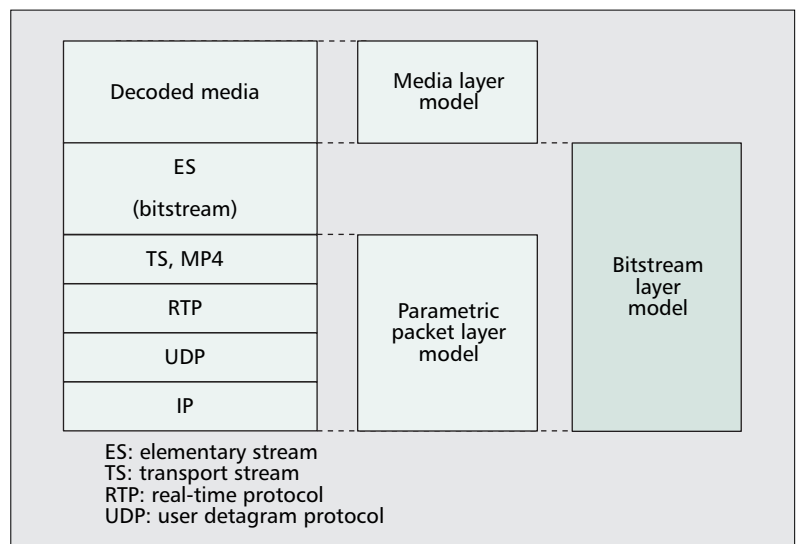 Decoded media
Media layer
model
ES
(bitstream)
TS, MP4
RTP
UDP
IP
Parametric
packet layer
model
Bitstream
layer
model
ES: elementary stream
TS: transport stream
RTP: real-time protocol
UDP: user detagram protocol